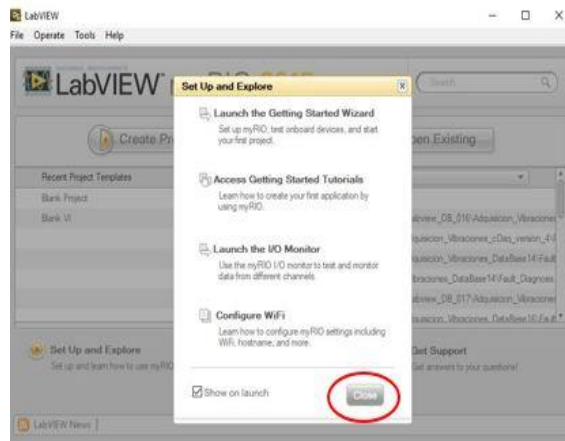 LabVIEW
File Operate Tools Help
LabVIEW
Search
Set Up and Explore
Launch the Getting Started Wizard
Set up myRIO, test onboard devices, and start
your first project.
Access Getting Started Tutorials
Learn how to create your first application by
using myRIO.
Launch the I/O Monitor
Use the myRIO I/O monitor to test and monitor
data from different channels.
Configure WiFi
Learn how to configure myRIO settings including
WiFi, hostname, and more.
Show on launch
Close
Create Pr
pen Existing
Recent Project Templates
Blank Project
Blank VI
Set Up and Explore
Set up and learn how to use myRIO
Get Support
Get answers to your questions!
LabVIEW News